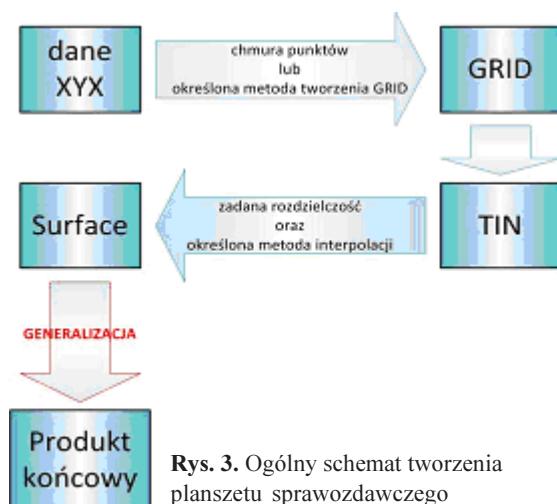 dane
XYX
chmura punktów
lub
określona metoda tworzenia GRID
GRID
Surface
zadana rozdzielczość
oraz
określona metoda interpolacji
TIN
GENERALIZACJA
Produkt
końcowy
Rys. 3. Ogólny schemat tworzenia
planszetu sprawozdawczego